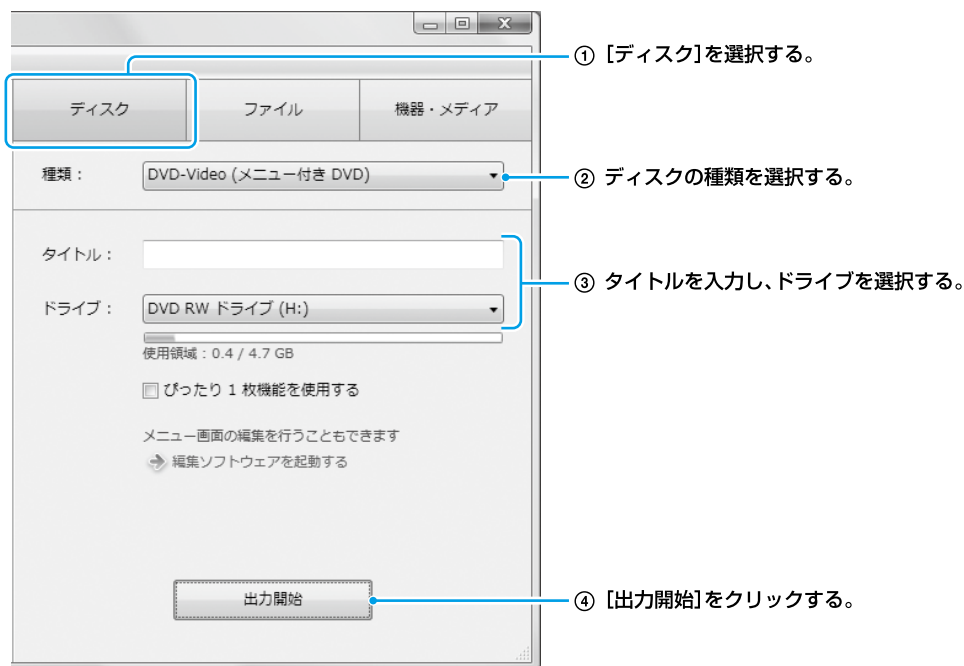 ① [ディスク]を選択する。
ディスク
ファイル
機器・メディア
種類：
DVD-Video (メニュー付き DVD)
② ディスクの種類を選択する。
タイトル：
③ タイトルを入力し、ドライブを選択する。
ドライブ：
DVD RW ドライブ (H:)
使用領域：0.4 / 4.7 GB
ぴったり 1 枚機能を使用する
メニュー画面の編集を行うこともできます
編集ソフトウェアを起動する
出力開始
④ [出力開始]をクリックする。